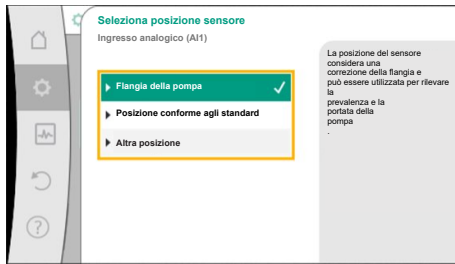 Seleziona posizione sensore
Ingresso analogico (AI1)
Flangia della pompa
Posizione conforme agli standard
Altra posizione
La posizione del sensore
considera una
correzione della flangia e
può essere utilizzata per rilevare
la
prevalenza e la
portata della
pompa
.
?